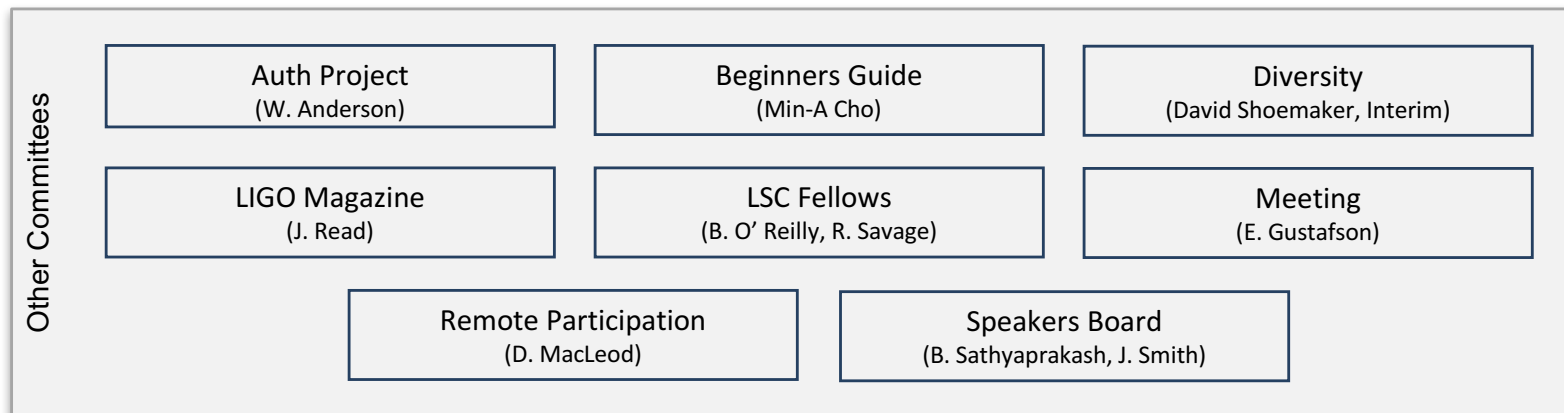 Other Committees
Auth Project
(W. Anderson)
Beginners Guide
(Min-A Cho)
Diversity
(David Shoemaker, Interim)
LIGO Magazine
(J. Read)
LSC Fellows
(B. O' Reilly, R. Savage)
Meeting
(E. Gustafson)
Remote Participation
(D. MacLeod)
Speakers Board
(B. Sathyaprakash, J. Smith)